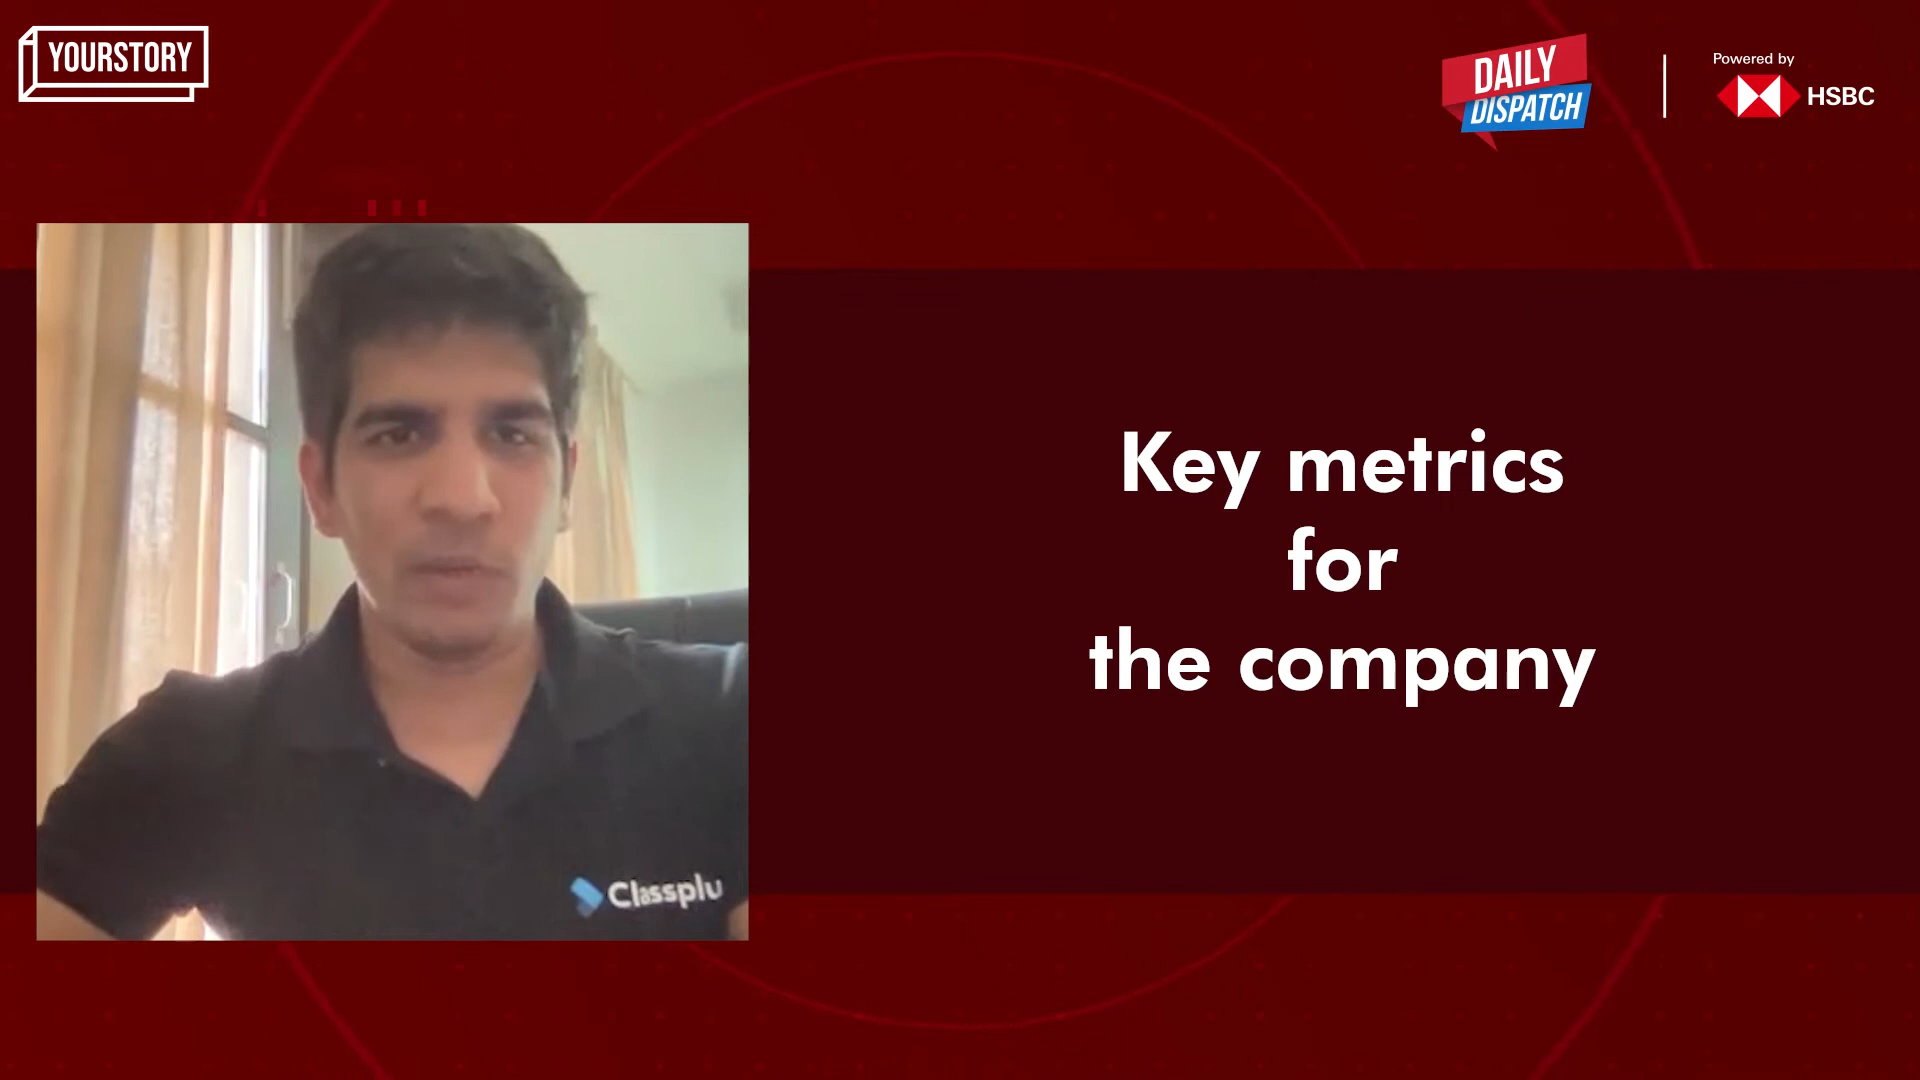 YOURSTORY
DAILY
DISPATCH
Powered by
HSBC
Key metrics
for
the company
Classplu